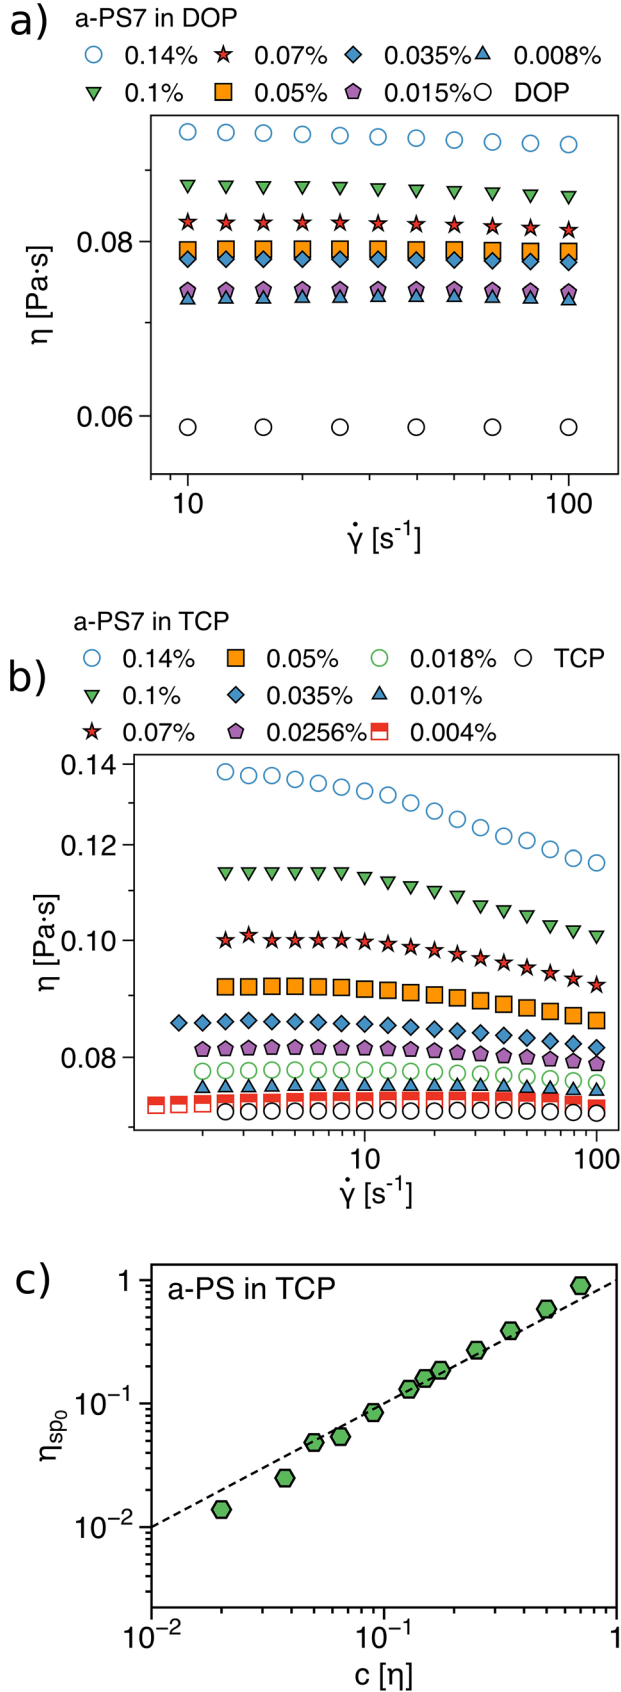 a) a-PS7 in DOP
0.14% 0.07% 0.035% 0.008%
0.1% 0.05% 0.015% DOP
0.08
0.06
η [Pa·s]
10 100
γ̇ [s⁻¹]
a-PS7 in TCP
b) 0.14% 0.05% 0.018% TCP
0.1% 0.035% 0.01%
0.07% 0.0256% 0.004%
0.14
0.12
0.10
0.08
η [Pa·s]
10 100
γ̇ [s⁻¹]
c) a-PS in TCP
1
10⁻¹
10⁻²
ηsp₀
10⁻² 10⁻¹ 1
c [η]